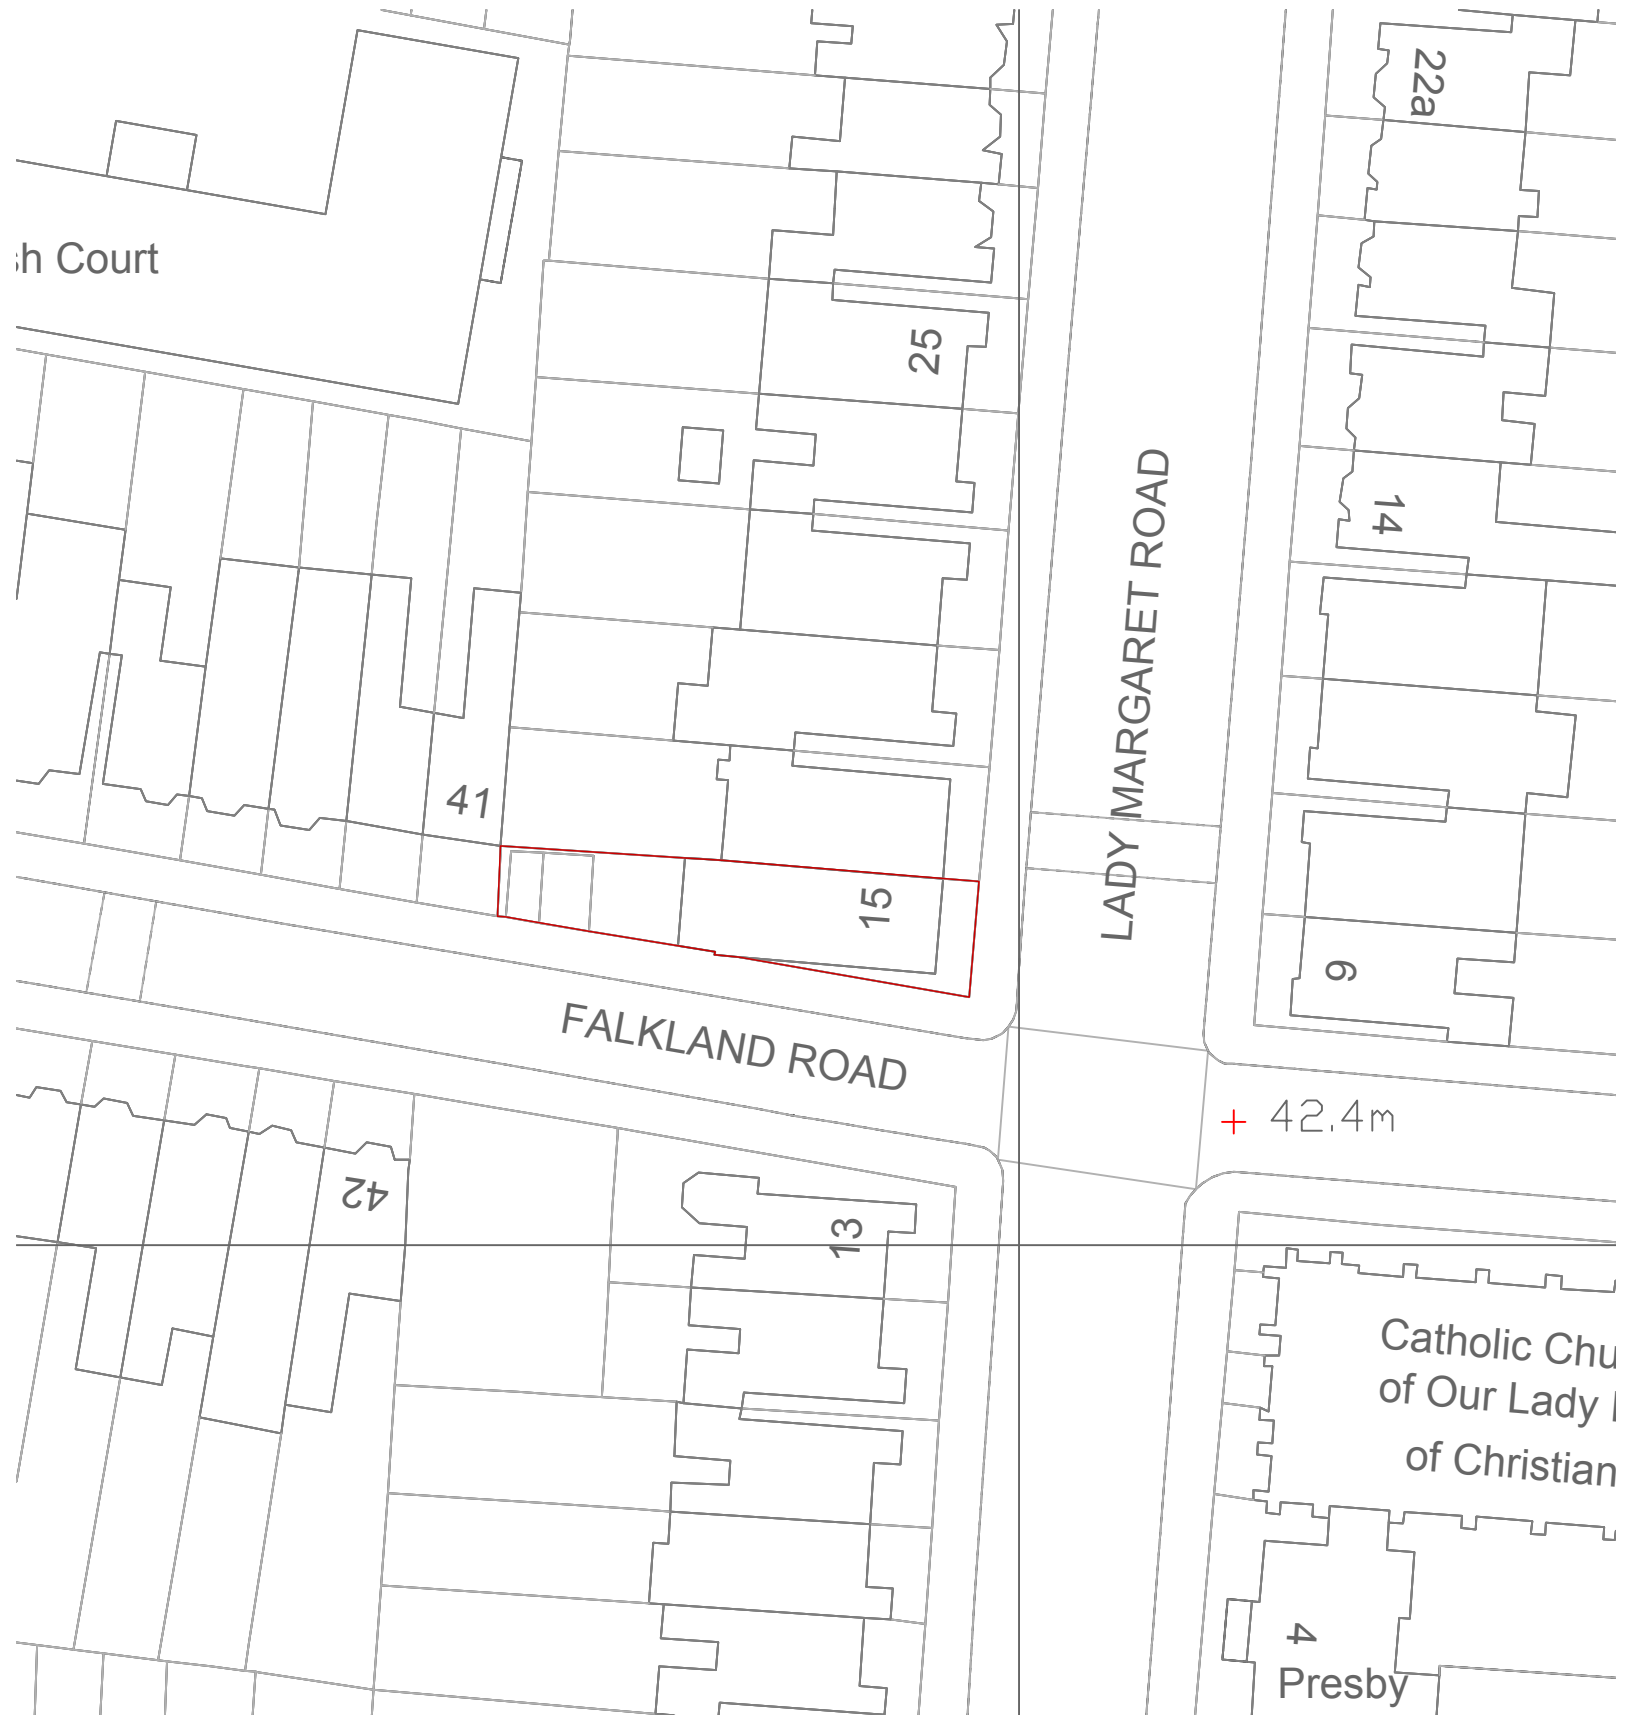 22a
h Court
25
LADY MARGARET ROAD
14
41
15
6
FALKLAND ROAD
42.4m
42
13
Catholic Chu
of Our Lady
of Christian
4
Presby